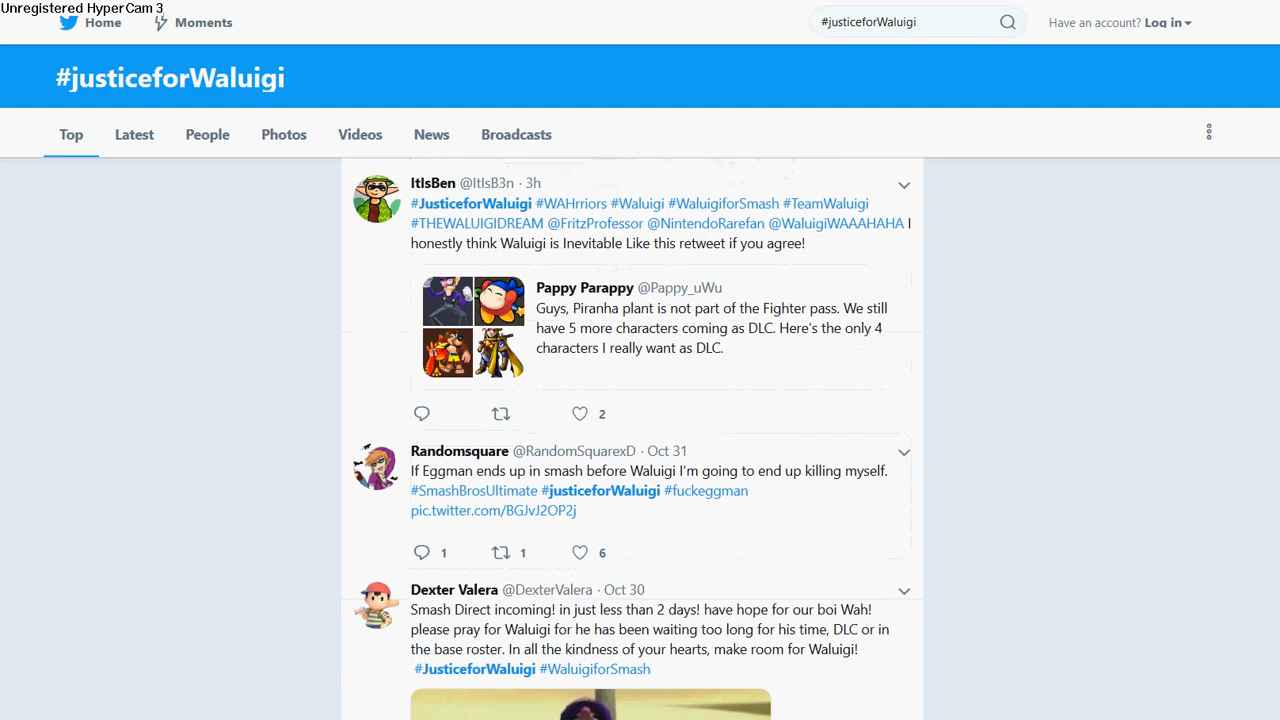 Unregistered HyperCam 3
Home
Moments
#justiceforWaluigi
Have an account? Log in
#justiceforWaluigi
Top
Latest
People
Photos
Videos
News
Broadcasts
ItIsBen @ItIsB3n · 3h
#JusticeforWaluigi #WAHrriors #Waluigi #WaluigiforSmash #TeamWaluigi
#THEWALUIGIDREAM @FritzProfessor @NintendoRarefan @WaluigiWAAAHAHA I
honestly think Waluigi is Inevitable Like this retweet if you agree!
Pappy Parappy @Pappy_uWu
Guys, Piranha plant is not part of the Fighter pass. We still
have 5 more characters coming as DLC. Here's the only 4
characters I really want as DLC.
2
Randomsquare @RandomSquarexD · Oct 31
If Eggman ends up in smash before Waluigi I'm going to end up killing myself.
#SmashBrosUltimate #justiceforWaluigi #fuckeggman
pic.twitter.com/BGJvJ2OP2j
1 1 6
Dexter Valera @DexterValera · Oct 30
Smash Direct incoming! in just less than 2 days! have hope for our boi Wah!
please pray for Waluigi for he has been waiting too long for his time, DLC or in
the base roster. In all the kindness of your hearts, make room for Waluigi!
#JusticeforWaluigi #WaluigiforSmash